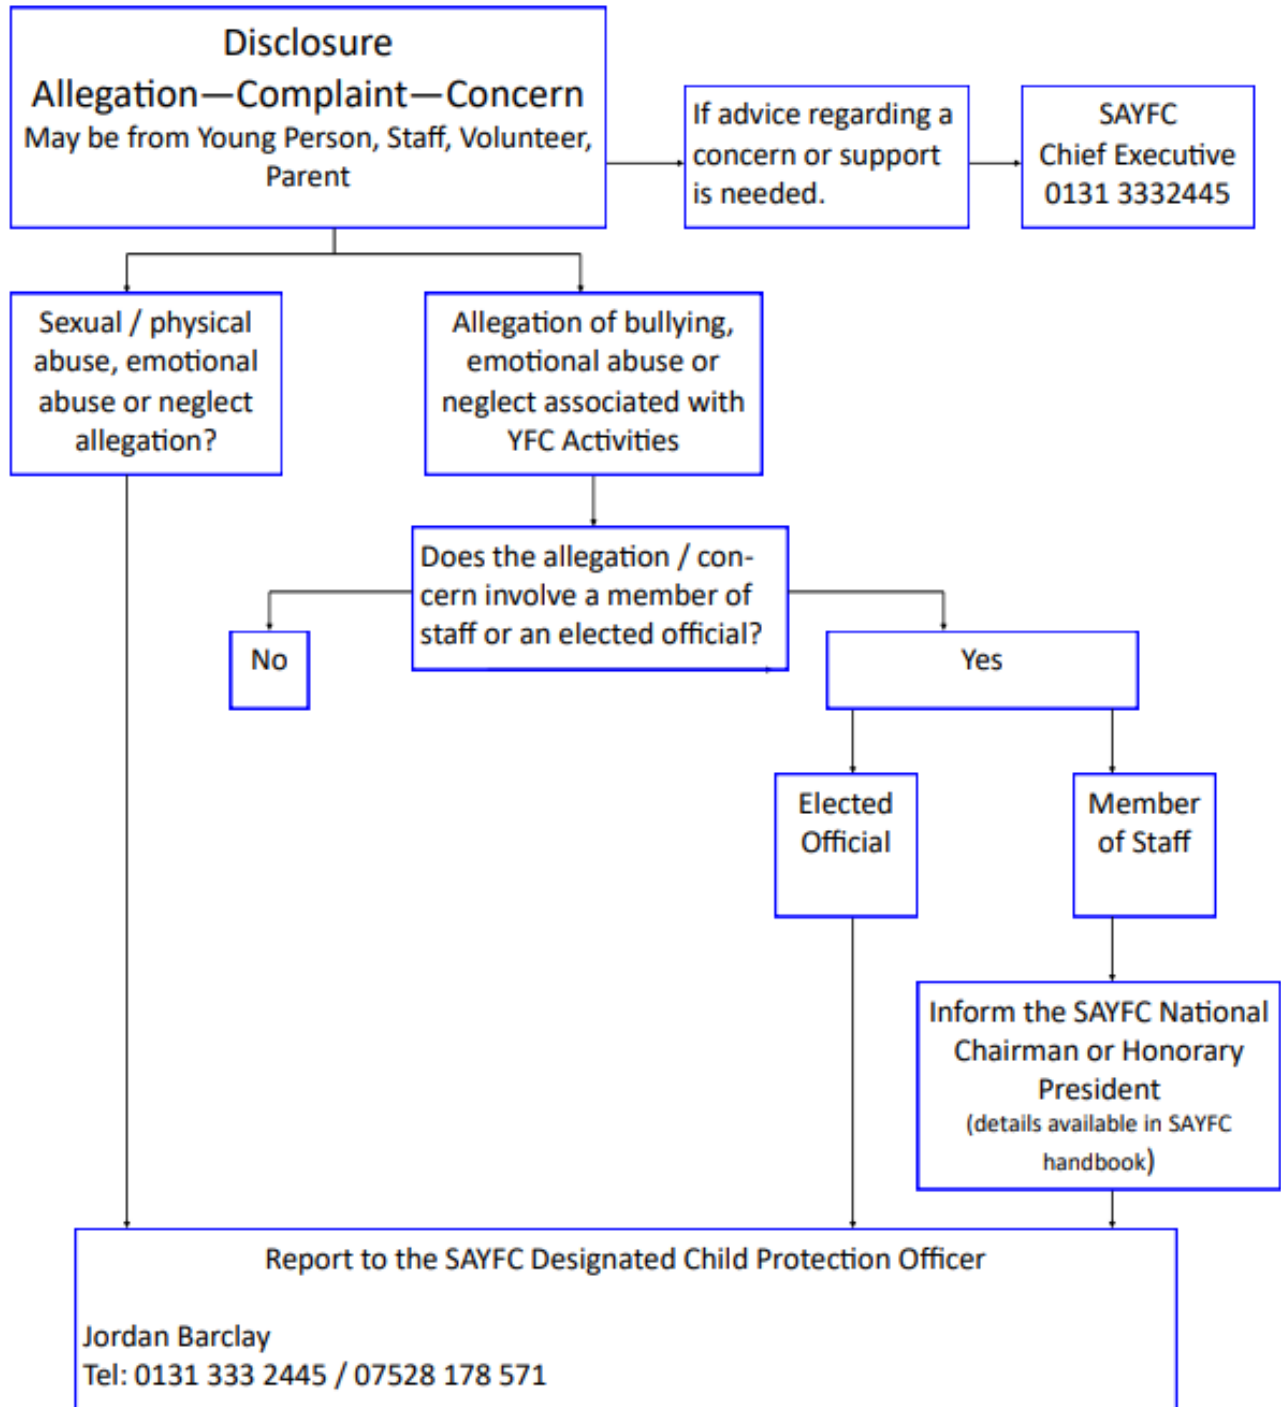 Disclosure
Allegation—Complaint—Concern
May be from Young Person, Staff, Volunteer,
Parent
If advice regarding a
concern or support
is needed.
SAYFC
Chief Executive
0131 3332445
Sexual / physical
abuse, emotional
abuse or neglect
allegation?
Allegation of bullying,
emotional abuse or
neglect associated with
YFC Activities
Does the allegation / con-
cern involve a member of
staff or an elected official?
No
Yes
Elected
Official
Member
of Staff
Inform the SAYFC National
Chairman or Honorary
President
(details available in SAYFC
handbook)
Report to the SAYFC Designated Child Protection Officer
Jordan Barclay
Tel: 0131 333 2445 / 07528 178 571